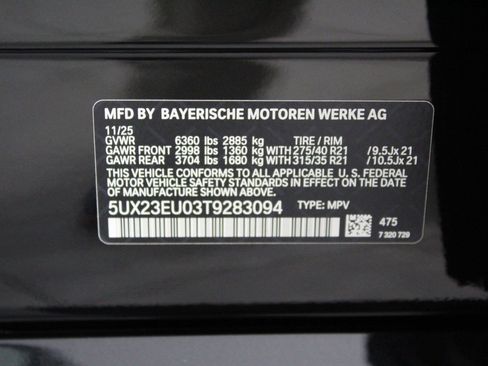 MFD BY BAYERISCHE MOTOREN WERKE AG
11/25
GVWR 6360 lbs 2885 kg TIRE / RIM
GAWR FRONT 2998 lbs 1360 kg WITH 275/40 R21 / 9.5Jx 21
GAWR REAR 3704 lbs 1680 kg WITH 315/35 R21 / 10.5Jx 21
THIS VEHICLE CONFORMS TO ALL APPLICABLE U. S. FEDERAL
MOTOR VEHICLE SAFETY STANDARDS IN EFFECT ON THE DATE
OF MANUFACTURE SHOWN ABOVE.
5UX23EU03T9283094 TYPE: MPV
475
7 320 729